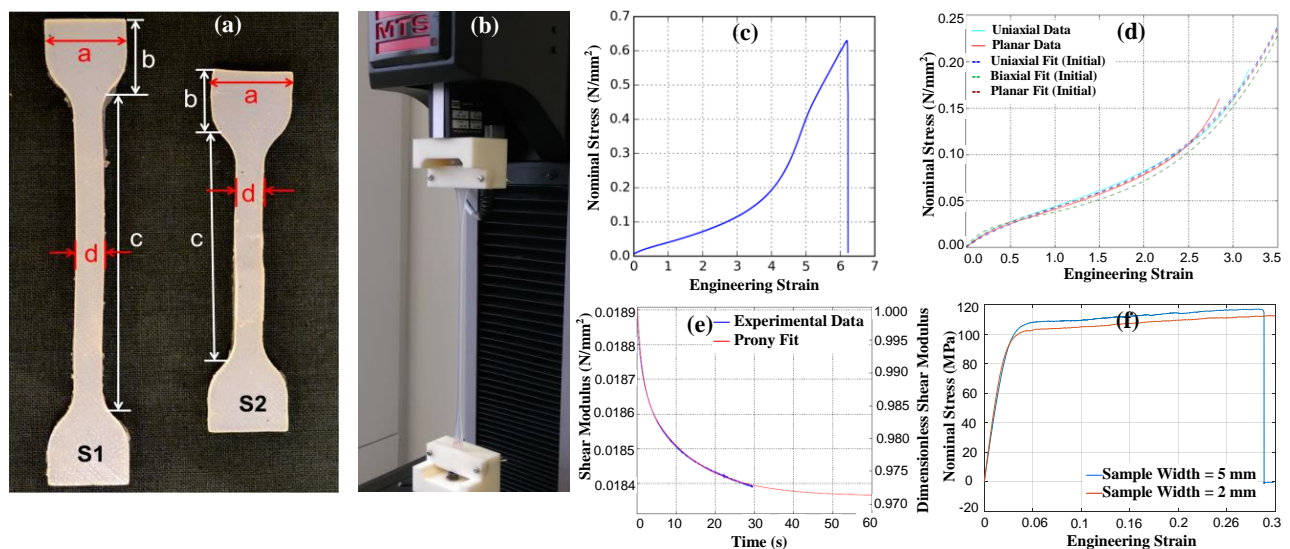 (a)
a
b
c
d
S1
a
b
c
d
S2
(b)
MTS
(c)
Nominal Stress (N/mm²)
0.7
0.6
0.5
0.4
0.3
0.2
0.1
0.0
0 1 2 3 4 5 6 7
Engineering Strain
(d)
Nominal Stress (N/mm²)
0.25
0.20
0.15
0.10
0.05
0.00
Uniaxial Data
Planar Data
Uniaxial Fit (Initial)
Biaxial Fit (Initial)
Planar Fit (Initial)
0.0 0.5 1.0 1.5 2.0 2.5 3.0 3.5
Engineering Strain
(e)
Shear Modulus (N/mm²)
0.0189
0.0188
0.0187
0.0186
0.0185
0.0184
Experimental Data
Prony Fit
1.000
0.995
0.990
0.985
0.980
0.975
0.970
Dimensionless Shear Modulus
0 10 20 30 40 50 60
Time (s)
(f)
Nominal Stress (MPa)
120
100
80
60
40
20
0
-20
Sample Width = 5 mm
Sample Width = 2 mm
0 0.06 0.1 0.16 0.2 0.26 0.3
Engineering Strain